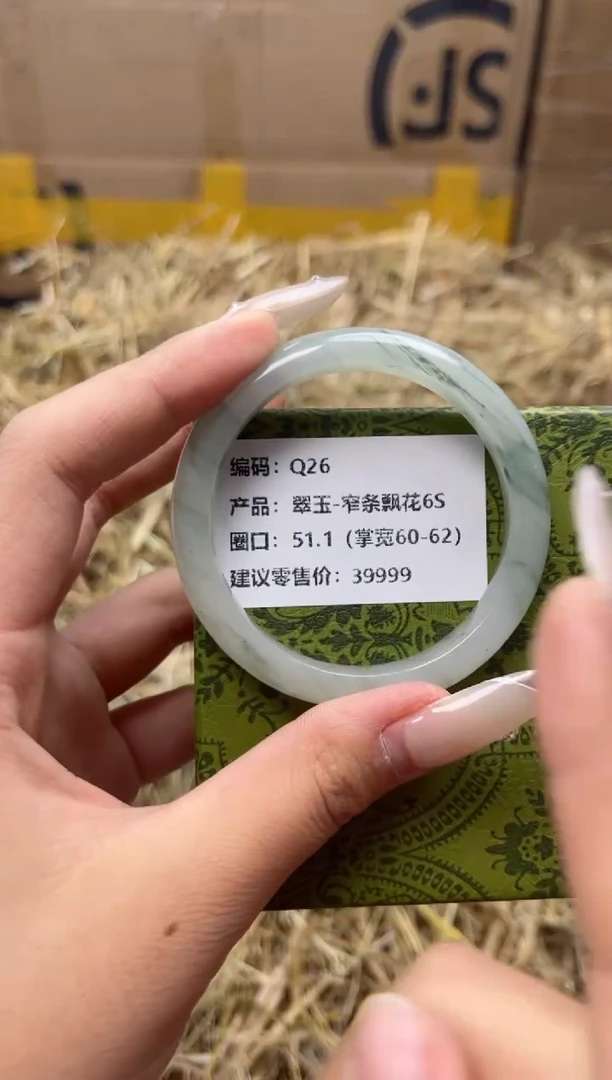 SF
编码：Q26
产品：翠玉-窄条飘花6S
圈口：51.1（掌宽60-62）
建议零售价：39999